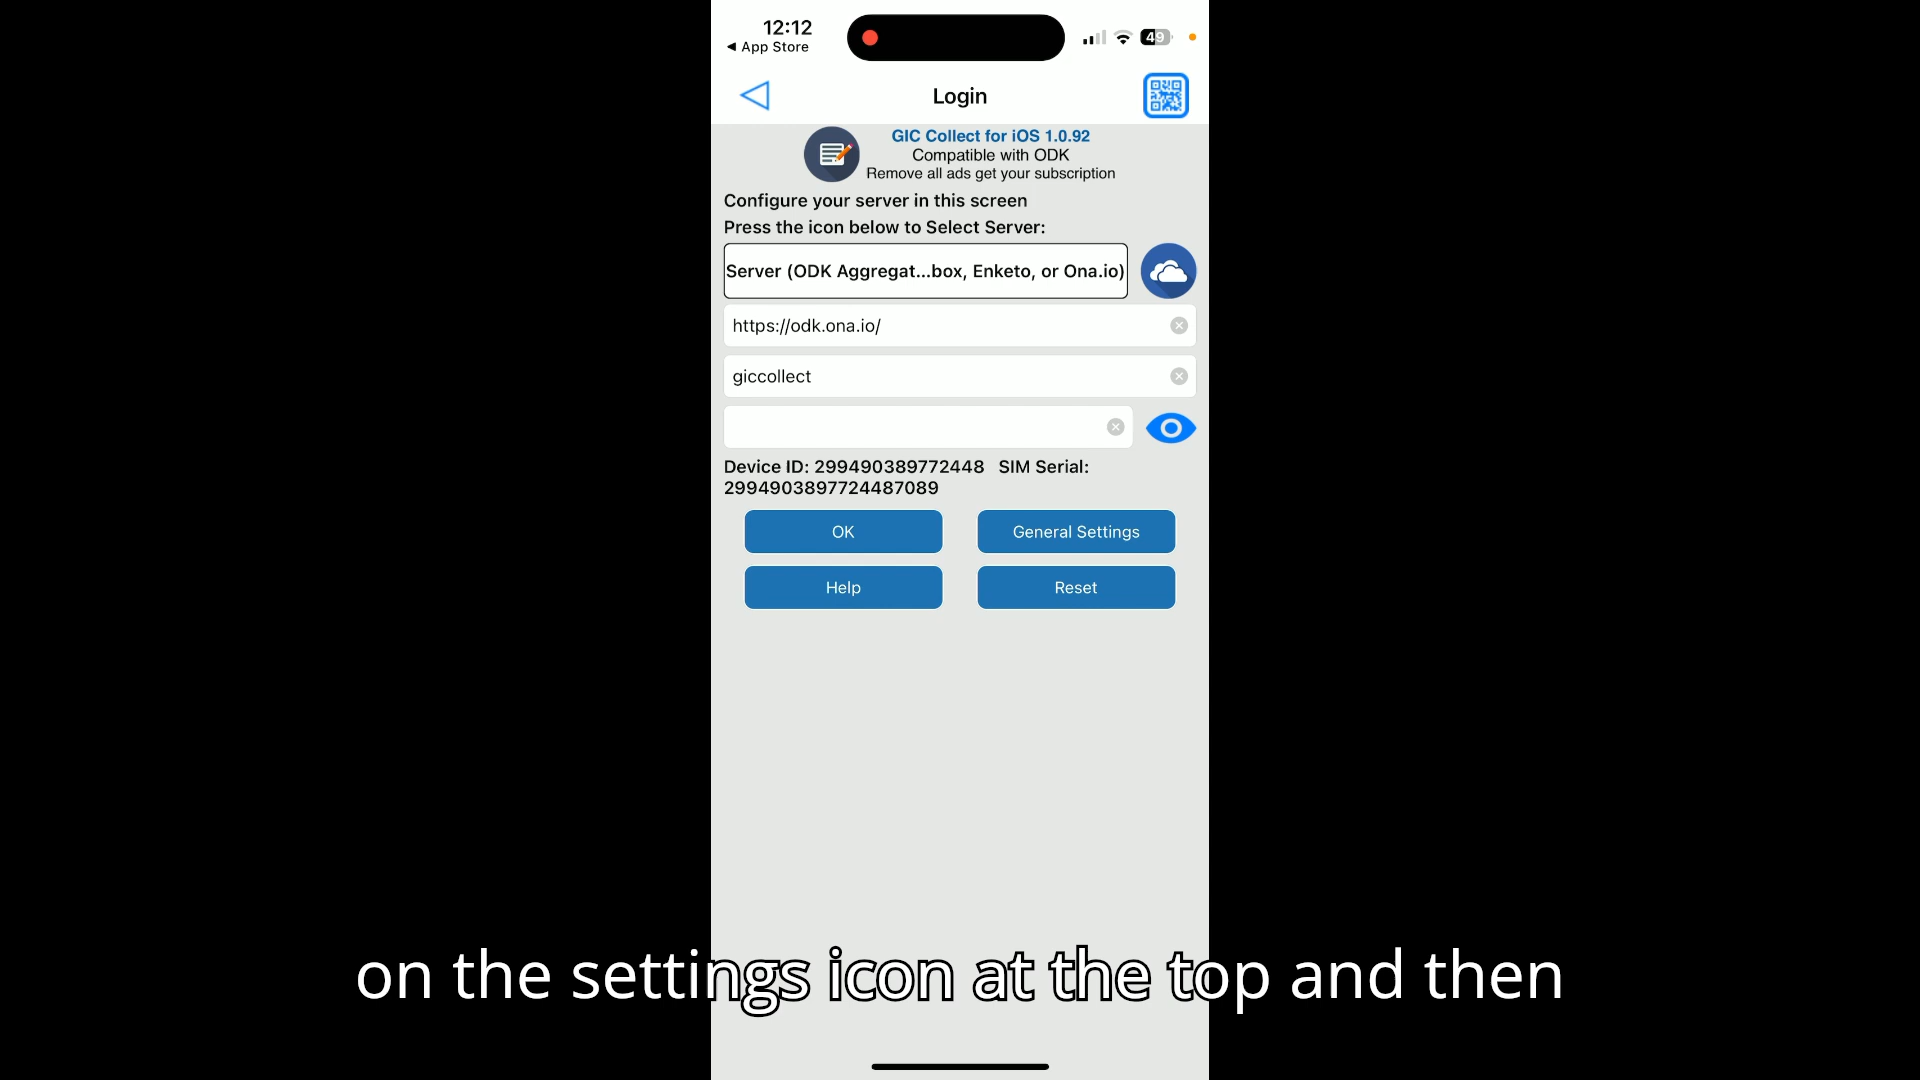 12:12
App Store
49
Login
GIC Collect for iOS 1.0.92
Compatible with ODK
Remove all ads get your subscription
Configure your server in this screen
Press the icon below to Select Server:
Server (ODK Aggregat...box, Enketo, or Ona.io)
https://odk.ona.io/
giccollect
Device ID: 299490389772448 SIM Serial:
2994903897724487089
OK General Settings
Help Reset
on the settings icon at the top and then